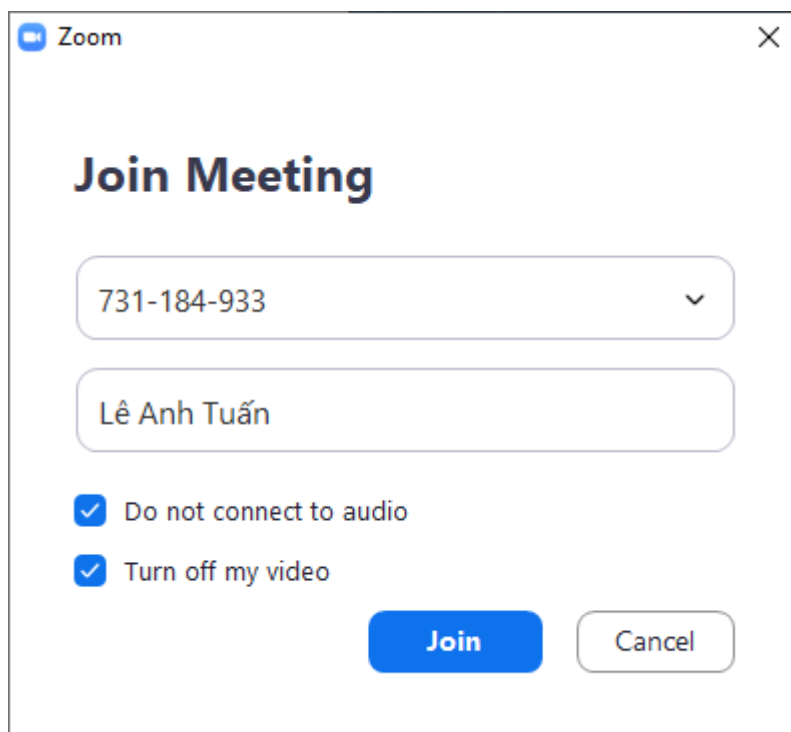 Zoom
Join Meeting
731-184-933
Lê Anh Tuấn
Do not connect to audio
Turn off my video
Join Cancel